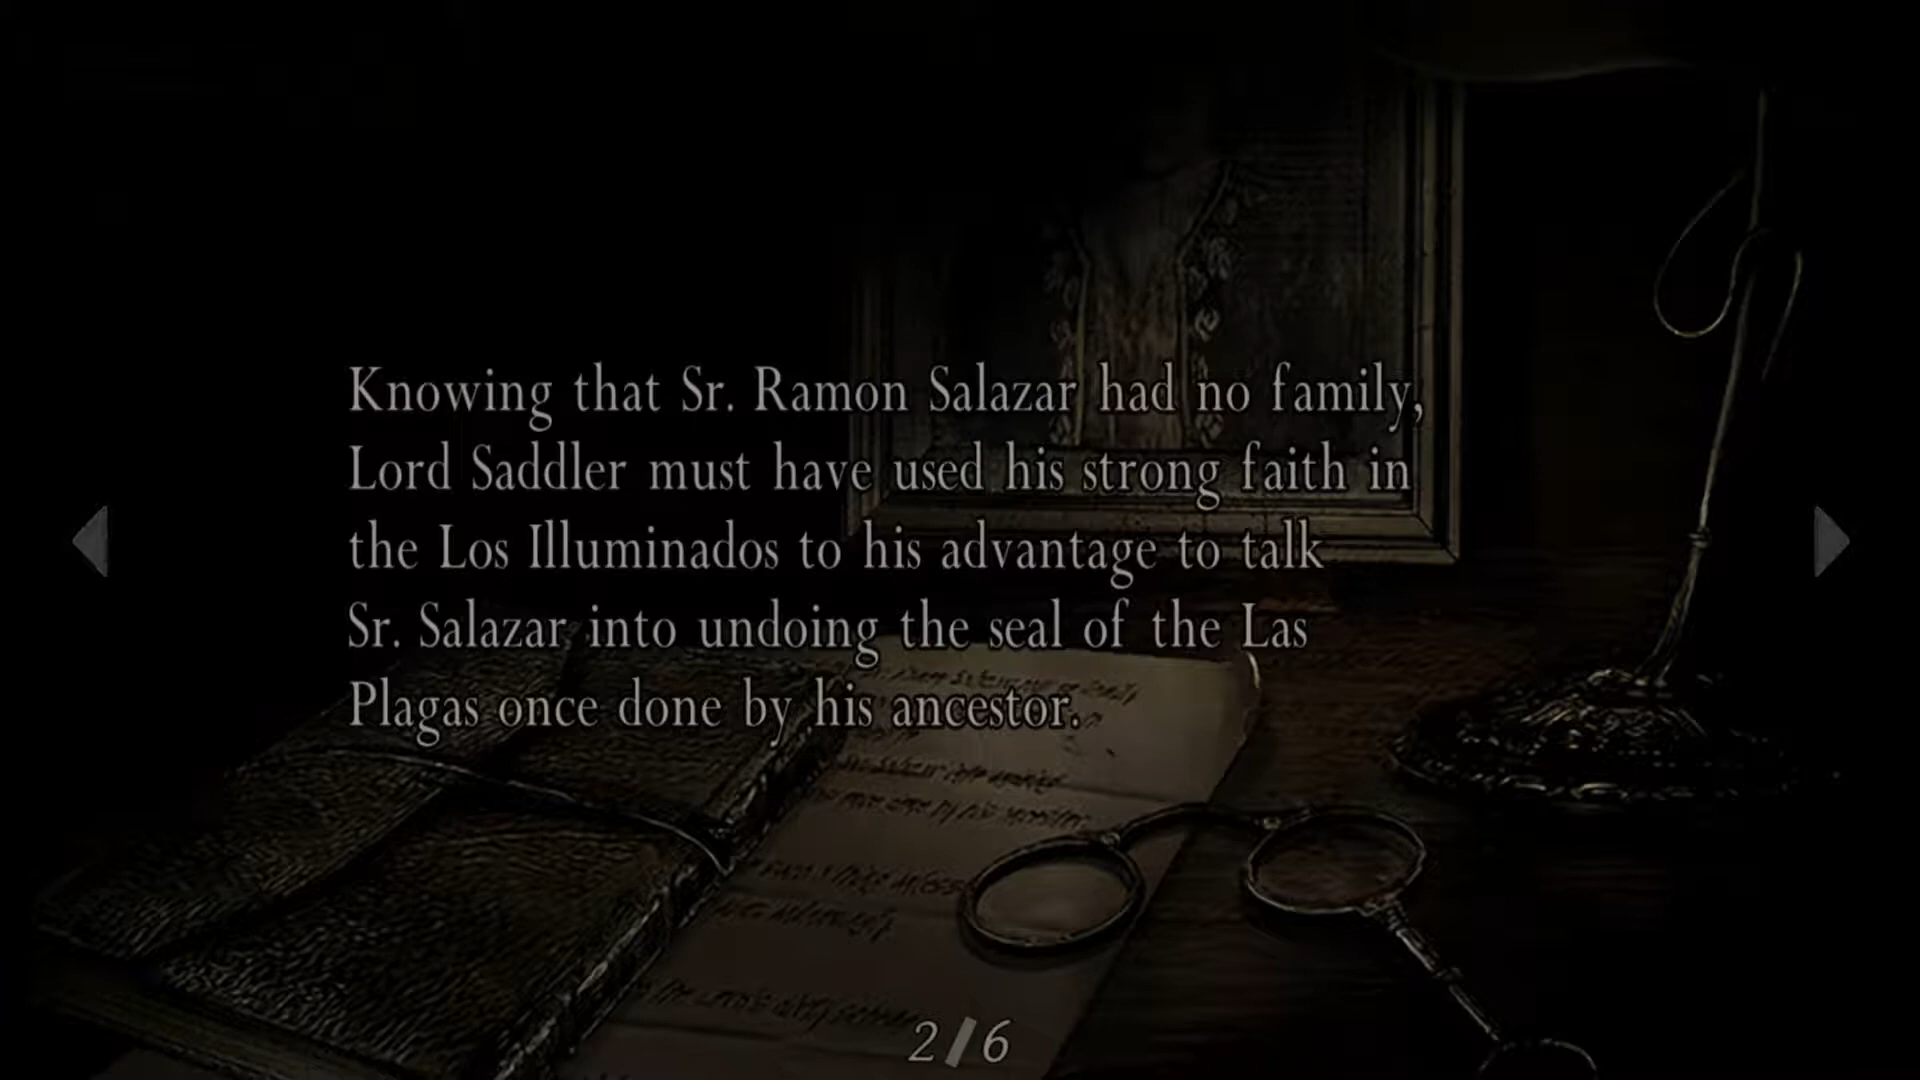 Knowing that Sr. Ramon Salazar had no family,
Lord Saddler must have used his strong faith in
the Los Illuminados to his advantage to talk
Sr. Salazar into undoing the seal of the Las
Plagas once done by his ancestor.
2/6